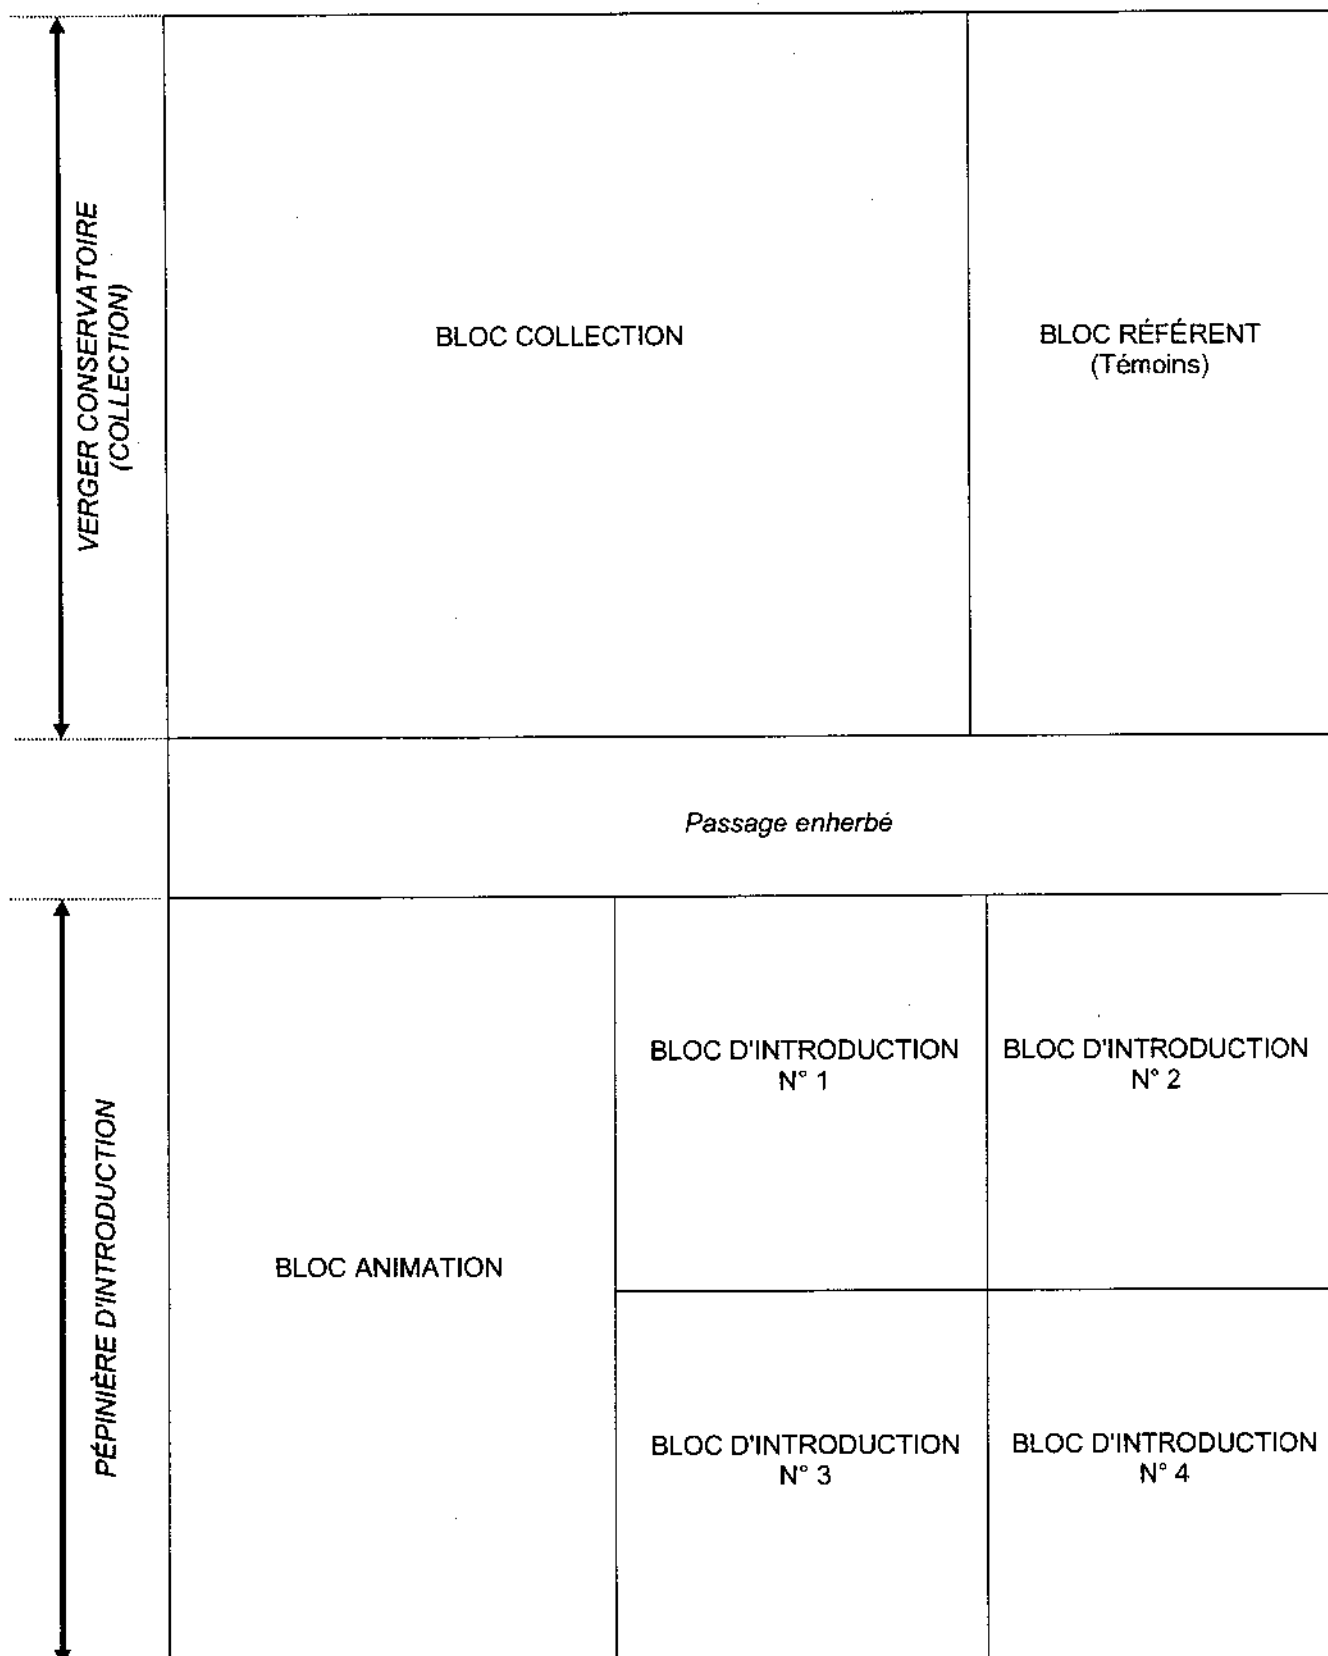 VERGER CONSERVATOIRE
(COLLECTION)
BLOC COLLECTION
BLOC RÉFÉRENT
(Témoins)
Passage enherbé
PÉPINIÈRE D'INTRODUCTION
BLOC ANIMATION
BLOC D'INTRODUCTION
N° 1
BLOC D'INTRODUCTION
N° 2
BLOC D'INTRODUCTION
N° 3
BLOC D'INTRODUCTION
N° 4